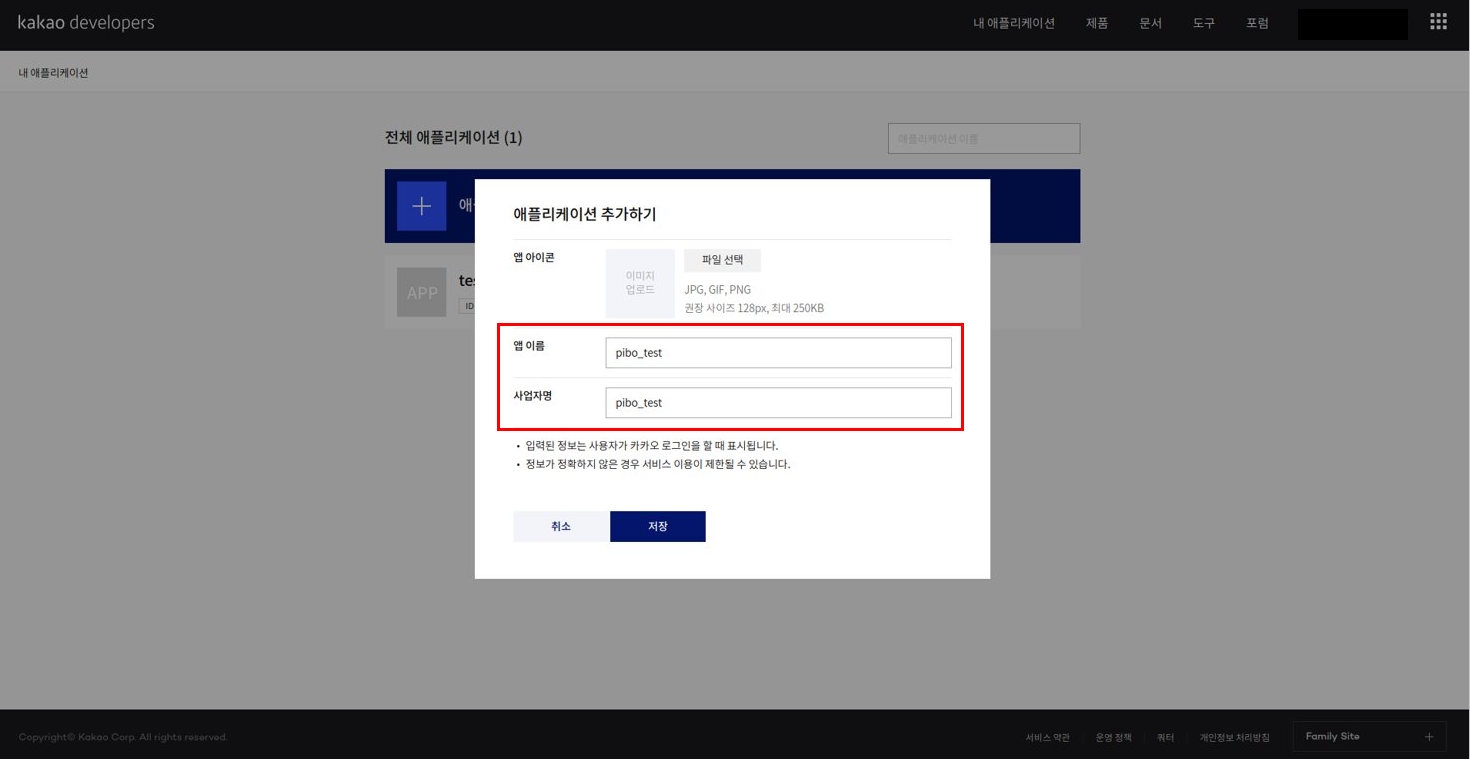 kakao developers
내 애플리케이션 제품 문서 도구 포럼
내 애플리케이션
전체 애플리케이션 (1)
애플리케이션 이름
애플리케이션 추가하기
앱 아이콘
이미지
업로드
파일 선택
JPG, GIF, PNG
권장 사이즈 128px, 최대 250KB
APP
ID
앱 이름
pibo_test
사업자명
pibo_test
• 입력된 정보는 사용자가 카카오 로그인을 할 때 표시됩니다.
• 정보가 정확하지 않은 경우 서비스 이용이 제한될 수 있습니다.
취소 저장
Copyright© Kakao Corp. All rights reserved.
서비스 약관 운영 정책 쿼터 개인정보 처리방침 Family Site +